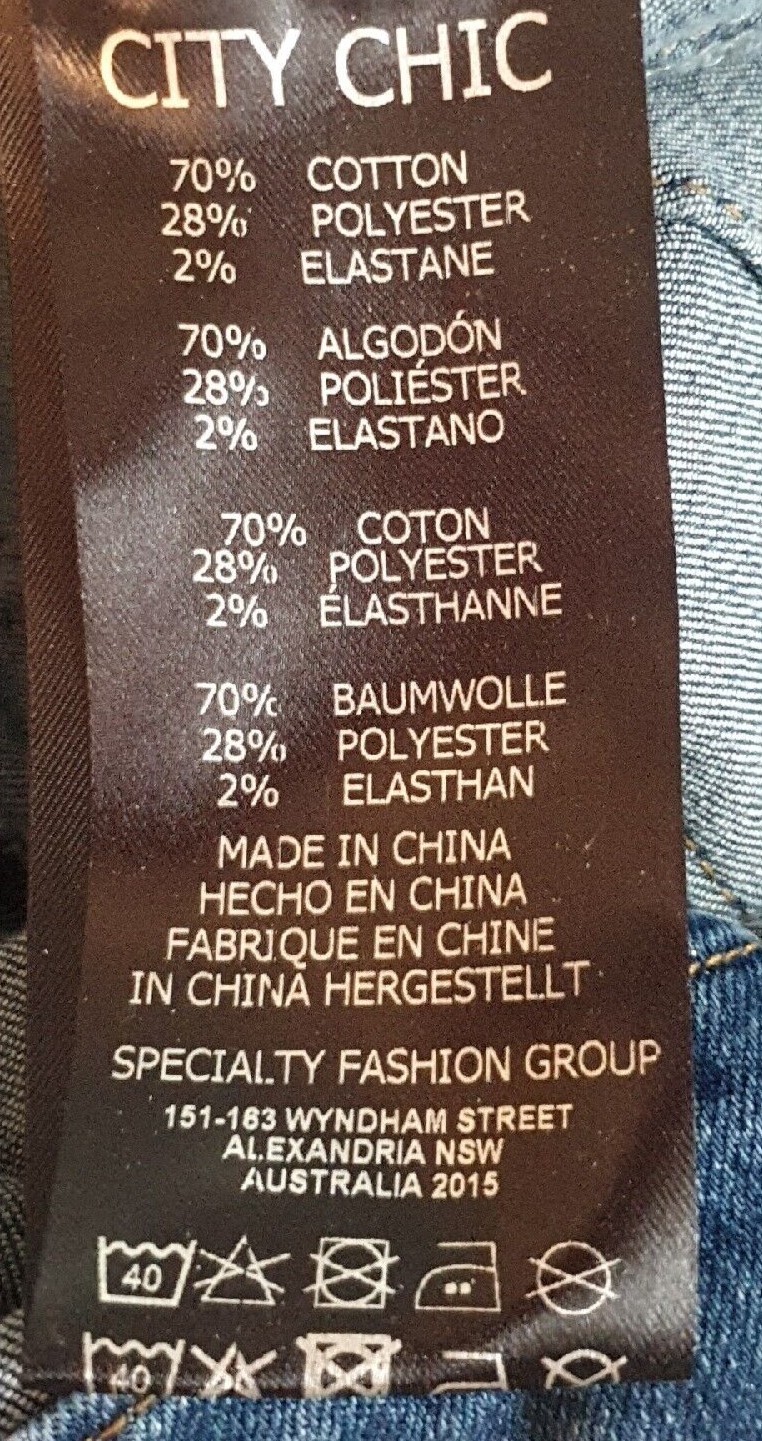 CITY CHIC
70% COTTON
28% POLYESTER
2% ELASTANE
70% ALGODÓN
28% POLIÉSTER
2% ELASTANO
70% COTON
28% POLYESTER
2% ÉLASTHANNE
70% BAUMWOLLE
28% POLYESTER
2% ELASTHAN
MADE IN CHINA
HECHO EN CHINA
FABRIQUE EN CHINE
IN CHINA HERGESTELLT
SPECIALTY FASHION GROUP
151-163 WYNDHAM STREET
ALEXANDRIA NSW
AUSTRALIA 2015
40
40